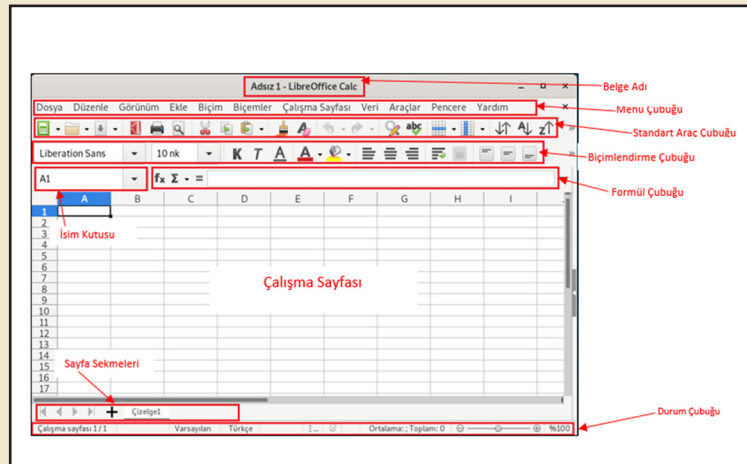 Adsız 1 - LibreOffice Calc
Belge Adı
Dosya Düzenle Görünüm Ekle Biçim Biçemler Çalışma Sayfası Veri Araçlar Pencere Yardım
Menu Çubuğu
Standart Araç Çubuğu
Liberation Sans 10 nk K T A A
Biçimlendirme Çubuğu
A1 fx Σ =
Formül Çubuğu
A B C D E F G H I
1
2
3
İsim Kutusu
4
5
6
7
Çalışma Sayfası
8
9
10
11
12
13
14
Sayfa Sekmeleri
15
16
17
Çizelge1
Durum Çubuğu
Çalışma sayfası 1 / 1 Varsayılan Türkçe Ortalama: ; Toplam: 0 %100